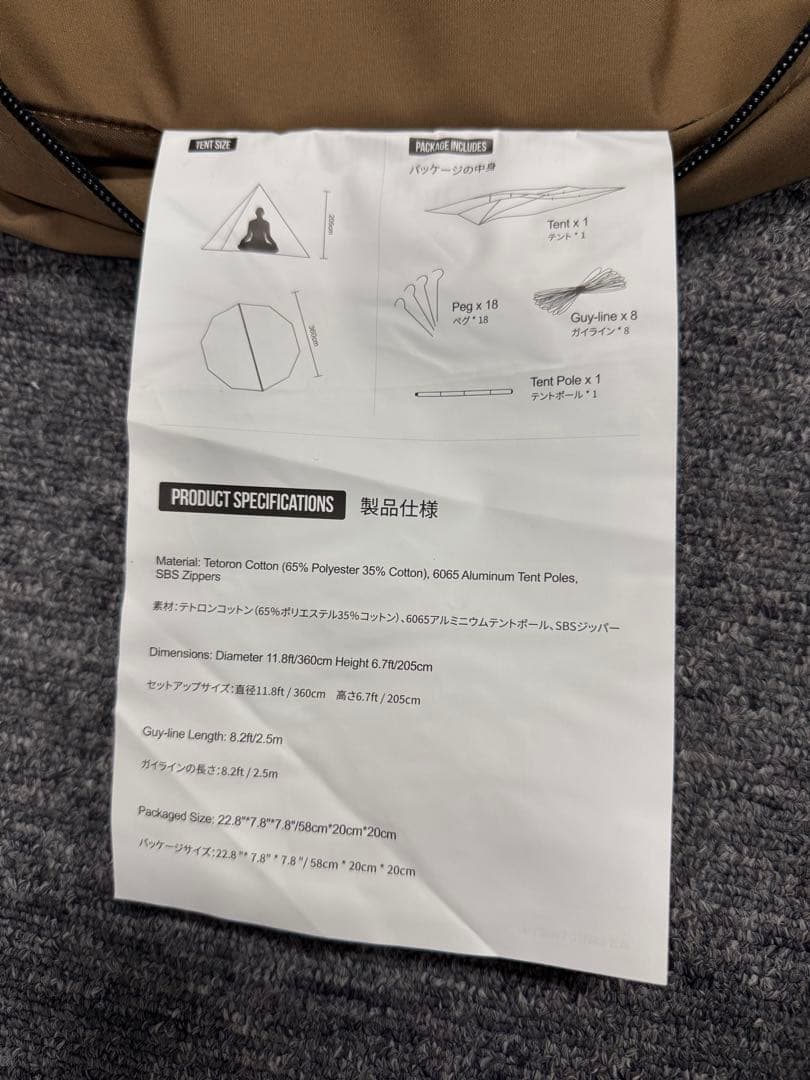 TENT SIZE
205cm
360cm
PACKAGE INCLUDES
パッケージの中身
Tent x 1
テント * 1
Peg x 18
ペグ * 18
Guy-line x 8
ガイライン * 8
Tent Pole x 1
テントポール * 1
PRODUCT SPECIFICATIONS 製品仕様
Material: Tetoron Cotton (65% Polyester 35% Cotton), 6065 Aluminum Tent Poles,
SBS Zippers
素材:テトロンコットン(65%ポリエステル35%コットン)、6065アルミニウムテントポール、SBSジッパー
Dimensions: Diameter 11.8ft/360cm Height 6.7ft/205cm
セットアップサイズ:直径11.8ft / 360cm 高さ6.7ft / 205cm
Guy-line Length: 8.2ft/2.5m
ガイラインの長さ:8.2ft / 2.5m
Packaged Size: 22.8"*7.8"*7.8"/58cm*20cm*20cm
パッケージサイズ:22.8 "* 7.8" * 7.8 "/ 58cm * 20cm * 20cm